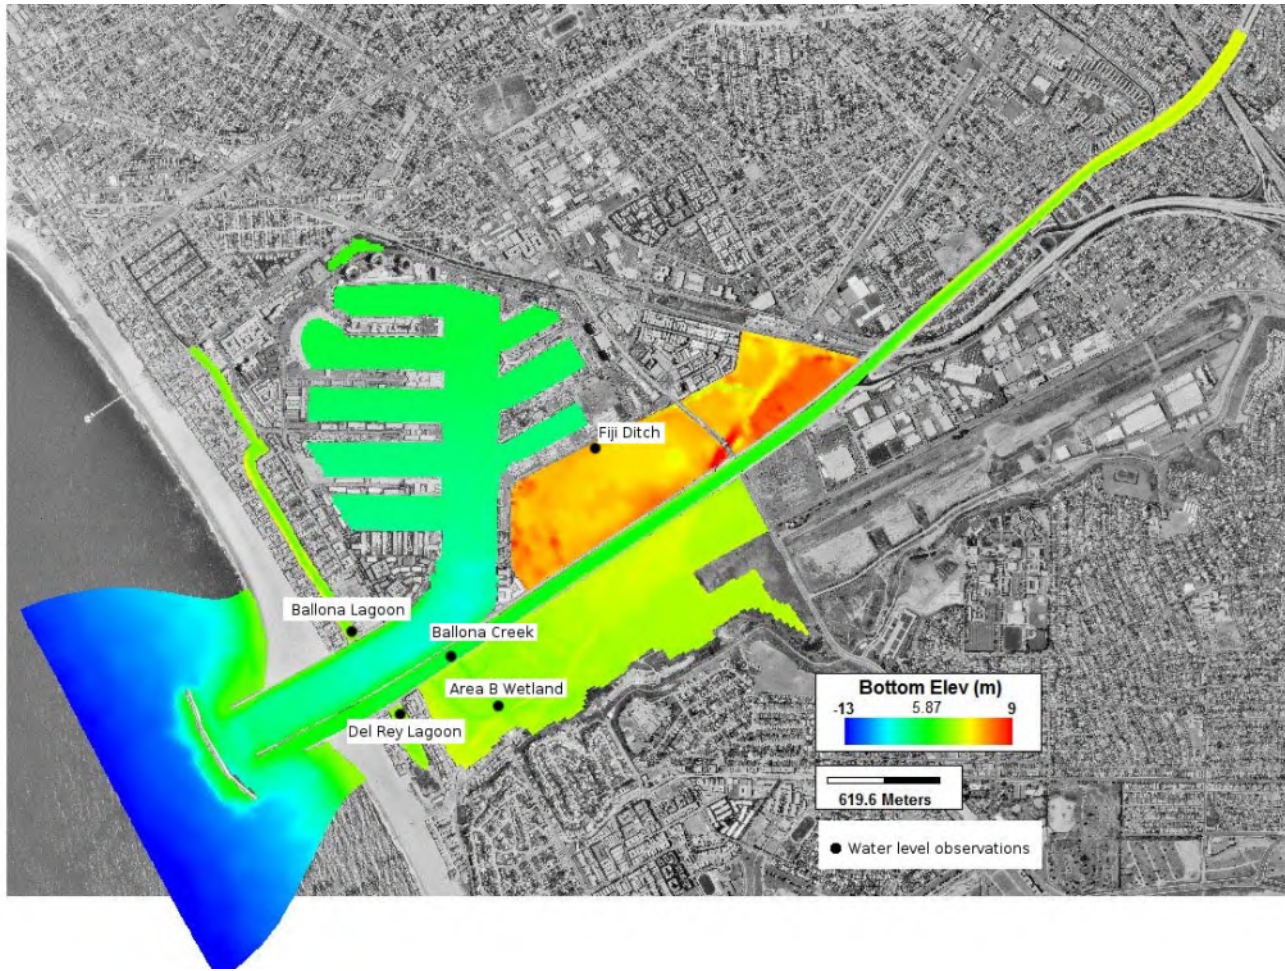 Fiji Ditch
Ballona Lagoon
Ballona Creek
Area B Wetland
Del Rey Lagoon
Bottom Elev (m)
-13 5.87 9
619.6 Meters
Water level observations